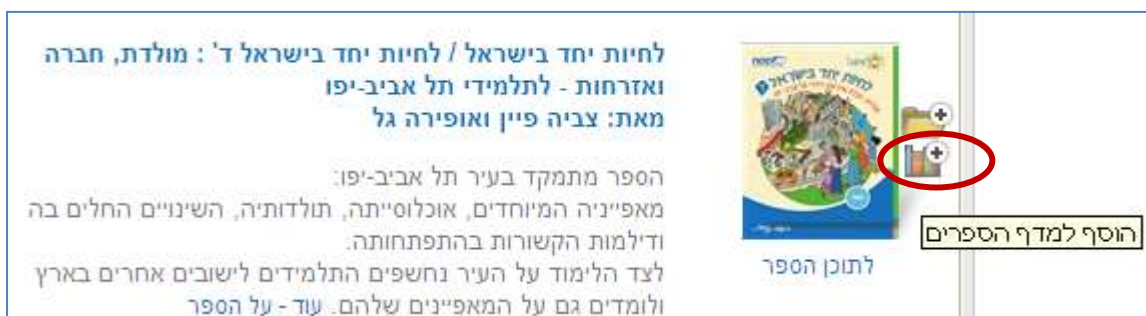 לחיות יחד בישראל / לחיות יחד בישראל ד' : מולדת, חברה
ואזרחות - לתלמידי תל אביב-יפו
מאת: צביה פיין ואופירה גל
הספר מתמקד בעיר תל אביב-יפו:
מאפייניה המיוחדים, אוכלוסייתה, תולדותיה, השינויים החלים בה
ודילמות הקשורות בהתפתחותה.
לצד הלימוד על העיר נחשפים התלמידים לישובים אחרים בארץ
ולומדים גם על המאפיינים שלהם. עוד - על הספר
לחיות יחד בישראל
הוסף למדף הספרים
לתוכן הספר